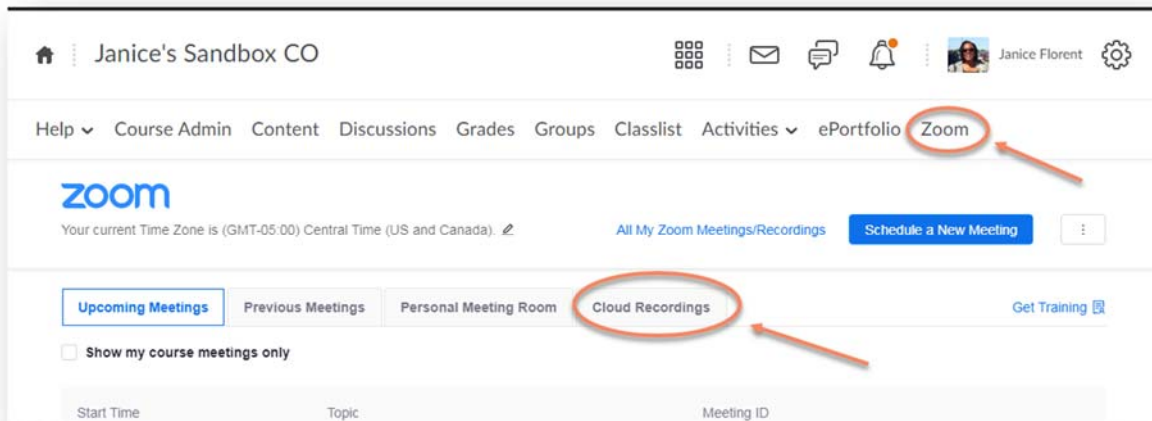 Janice's Sandbox CO Janice Florent
Help Course Admin Content Discussions Grades Groups Classlist Activities ePortfolio Zoom
zoom
Your current Time Zone is (GMT-05:00) Central Time (US and Canada). All My Zoom Meetings/Recordings Schedule a New Meeting
Upcoming Meetings Previous Meetings Personal Meeting Room Cloud Recordings Get Training
Show my course meetings only
Start Time Topic Meeting ID